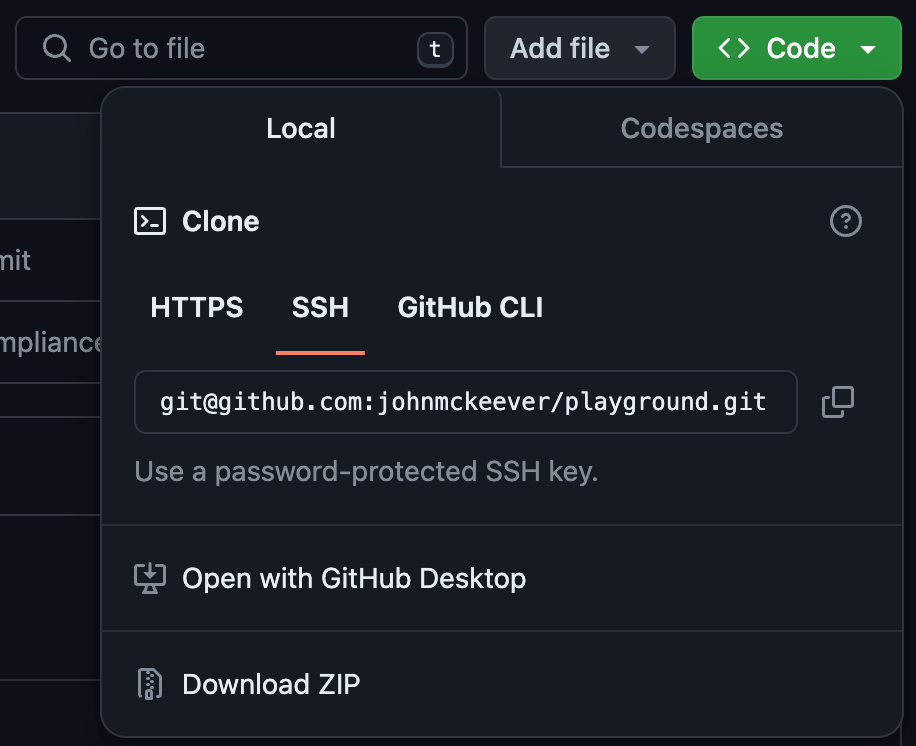 Go to file t Add file Code
Local Codespaces
Clone
mit
HTTPS SSH GitHub CLI
mpliance
git@github.com:johnmckeever/playground.git
Use a password-protected SSH key.
Open with GitHub Desktop
Download ZIP